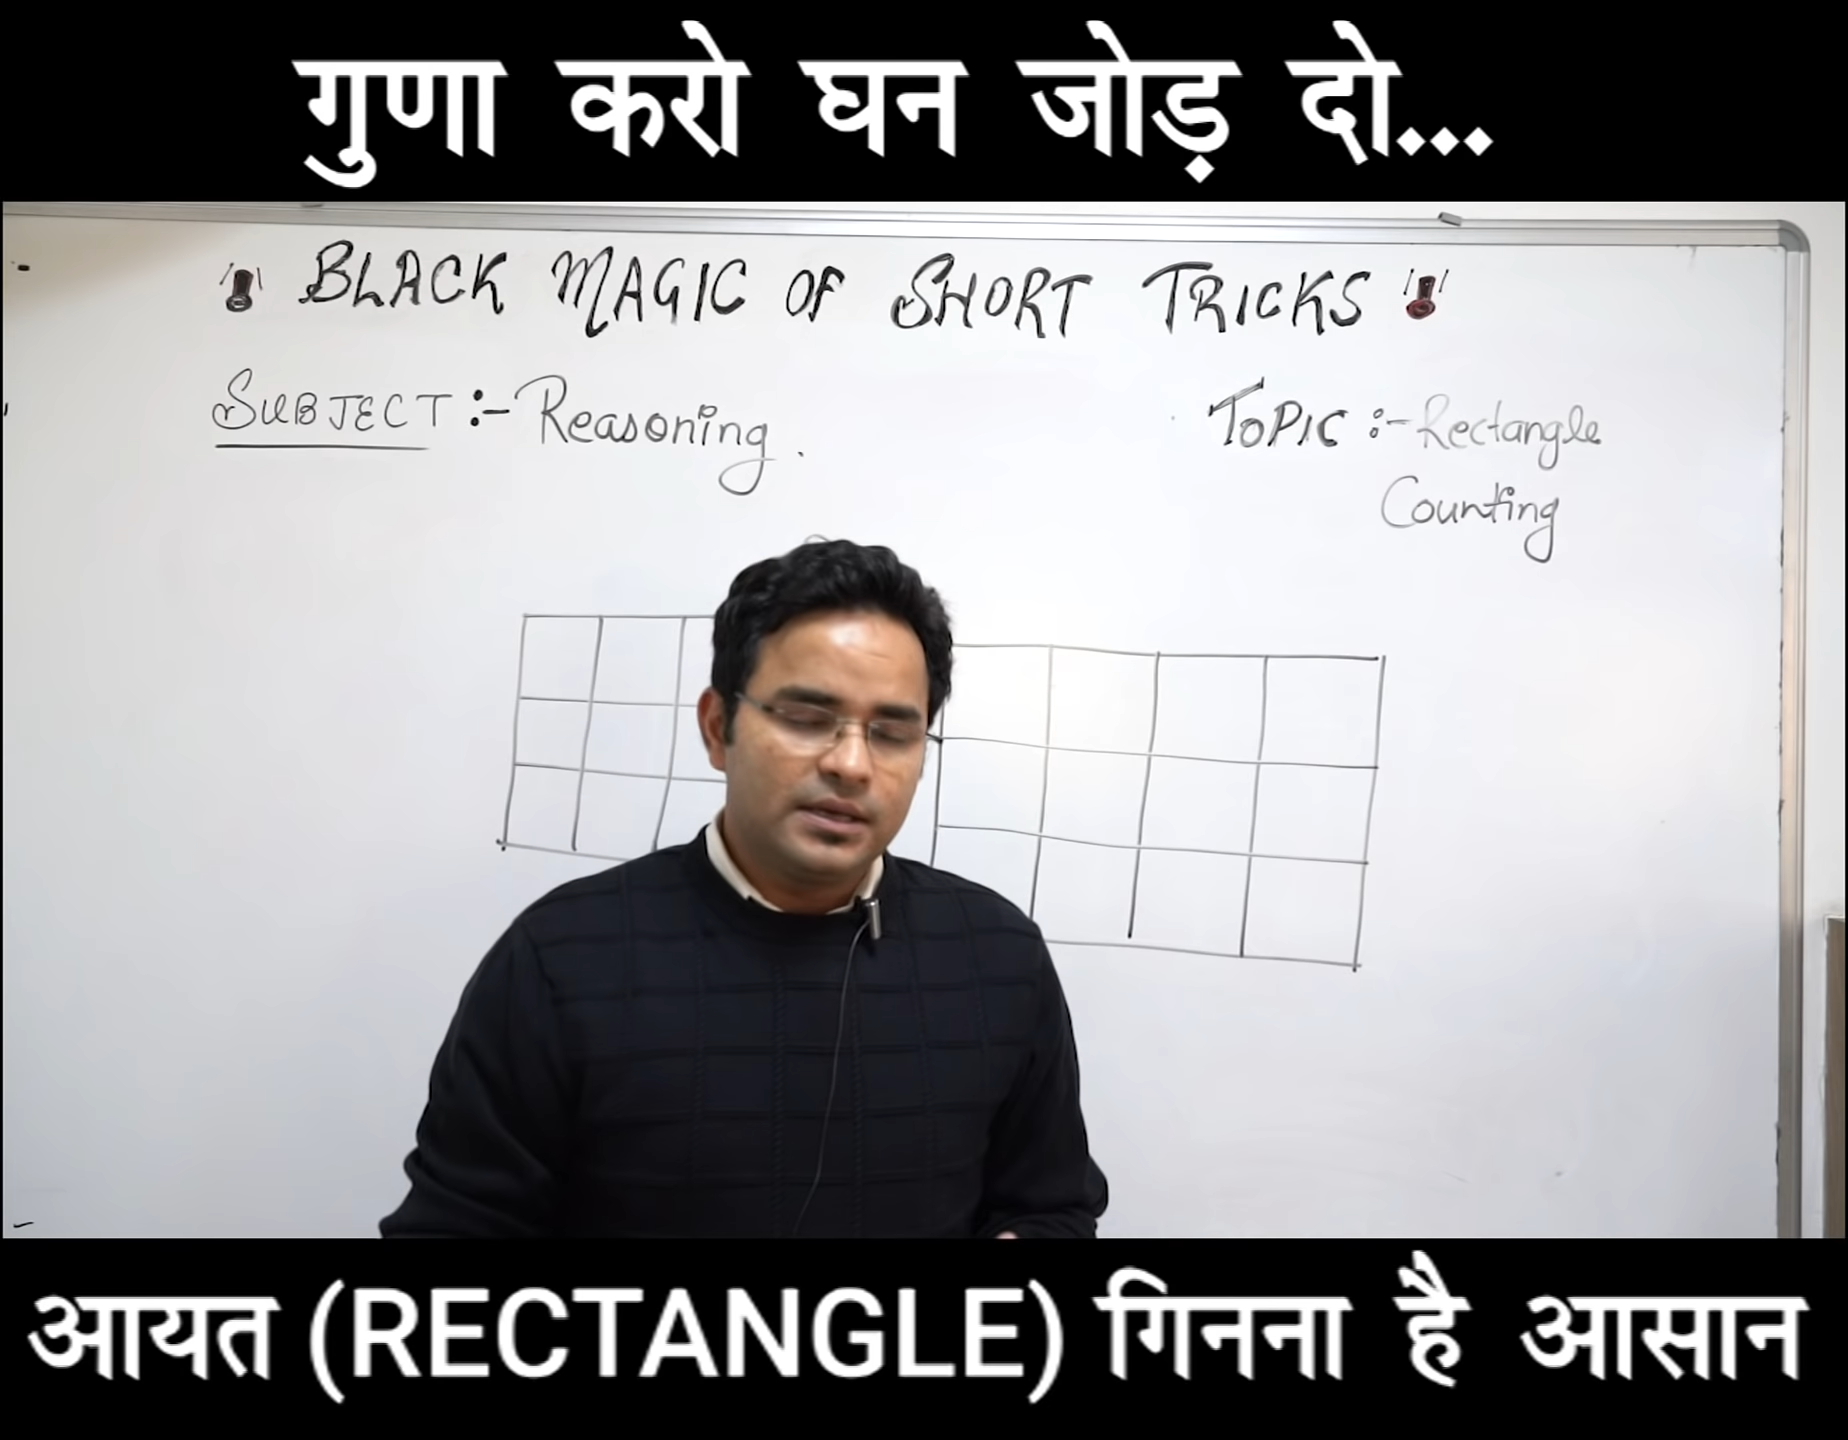 गुणा करो घन जोड़ दो...
BLACK MAGIC OF SHORT TRICKS
SUBJECT :- Reasoning.
TOPIC :- Rectangle
Counting
आयत (RECTANGLE) गिनना है आसान